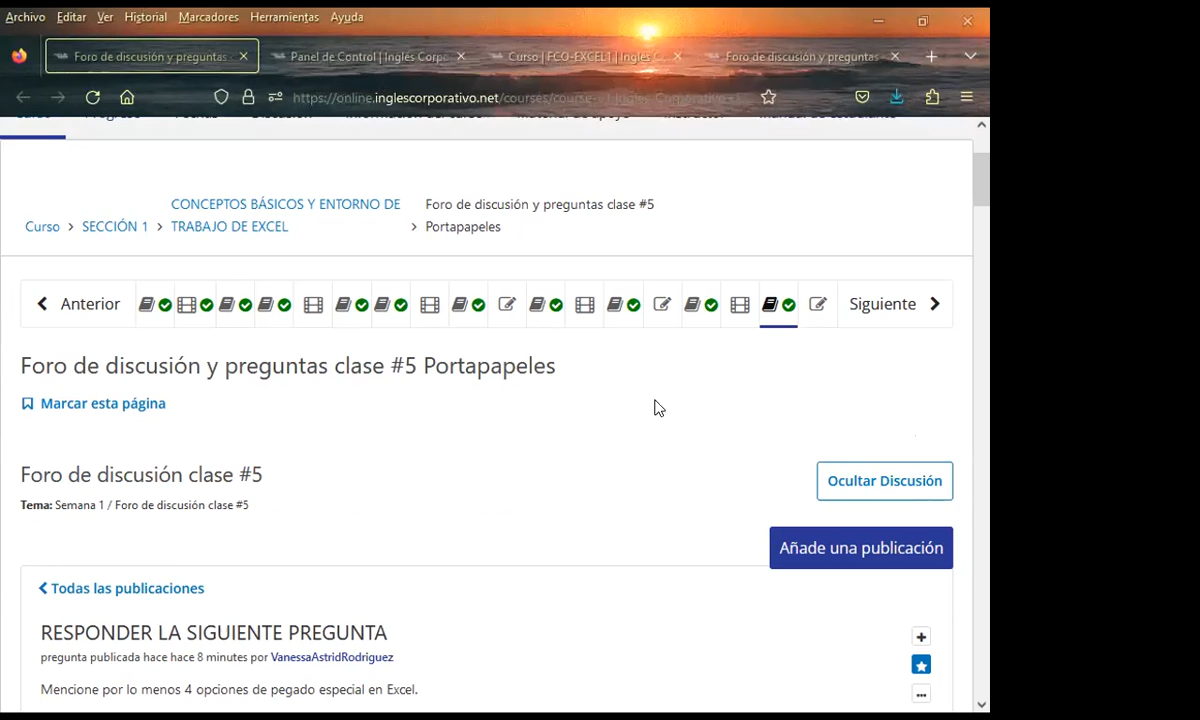 Archivo Editar Ver Historial Marcadores Herramientas Ayuda
Foro de discusión y preguntas Panel de Control | Inglés Corpo Curso | FCO-EXCEL1 | Inglés C Foro de discusión y preguntas
https://online.inglescorporativo.net/courses/course-v1:Ingles_Corporativo+
CONCEPTOS BÁSICOS Y ENTORNO DE
TRABAJO DE EXCEL
Foro de discusión y preguntas clase #5
Portapapeles
Curso > SECCIÓN 1 >
Anterior
Siguiente
Foro de discusión y preguntas clase #5 Portapapeles
Marcar esta página
Foro de discusión clase #5
Ocultar Discusión
Tema: Semana 1 / Foro de discusión clase #5
Añade una publicación
Todas las publicaciones
RESPONDER LA SIGUIENTE PREGUNTA
pregunta publicada hace hace 8 minutes por VanessaAstridRodriguez
Mencione por lo menos 4 opciones de pegado especial en Excel.